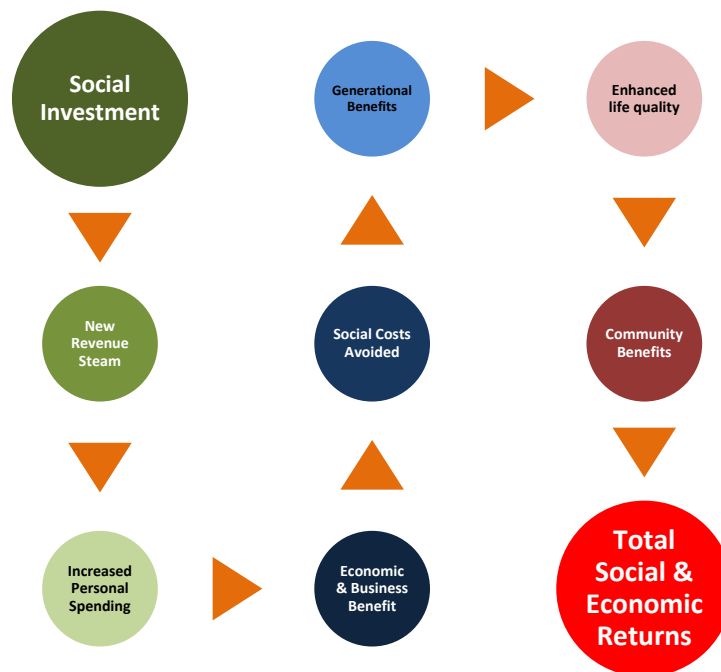 Social
Investment
New
Revenue
Steam
Increased
Personal
Spending
Economic
& Business
Benefit
Social Costs
Avoided
Generational
Benefits
Enhanced
life quality
Community
Benefits
Total
Social &
Economic
Returns